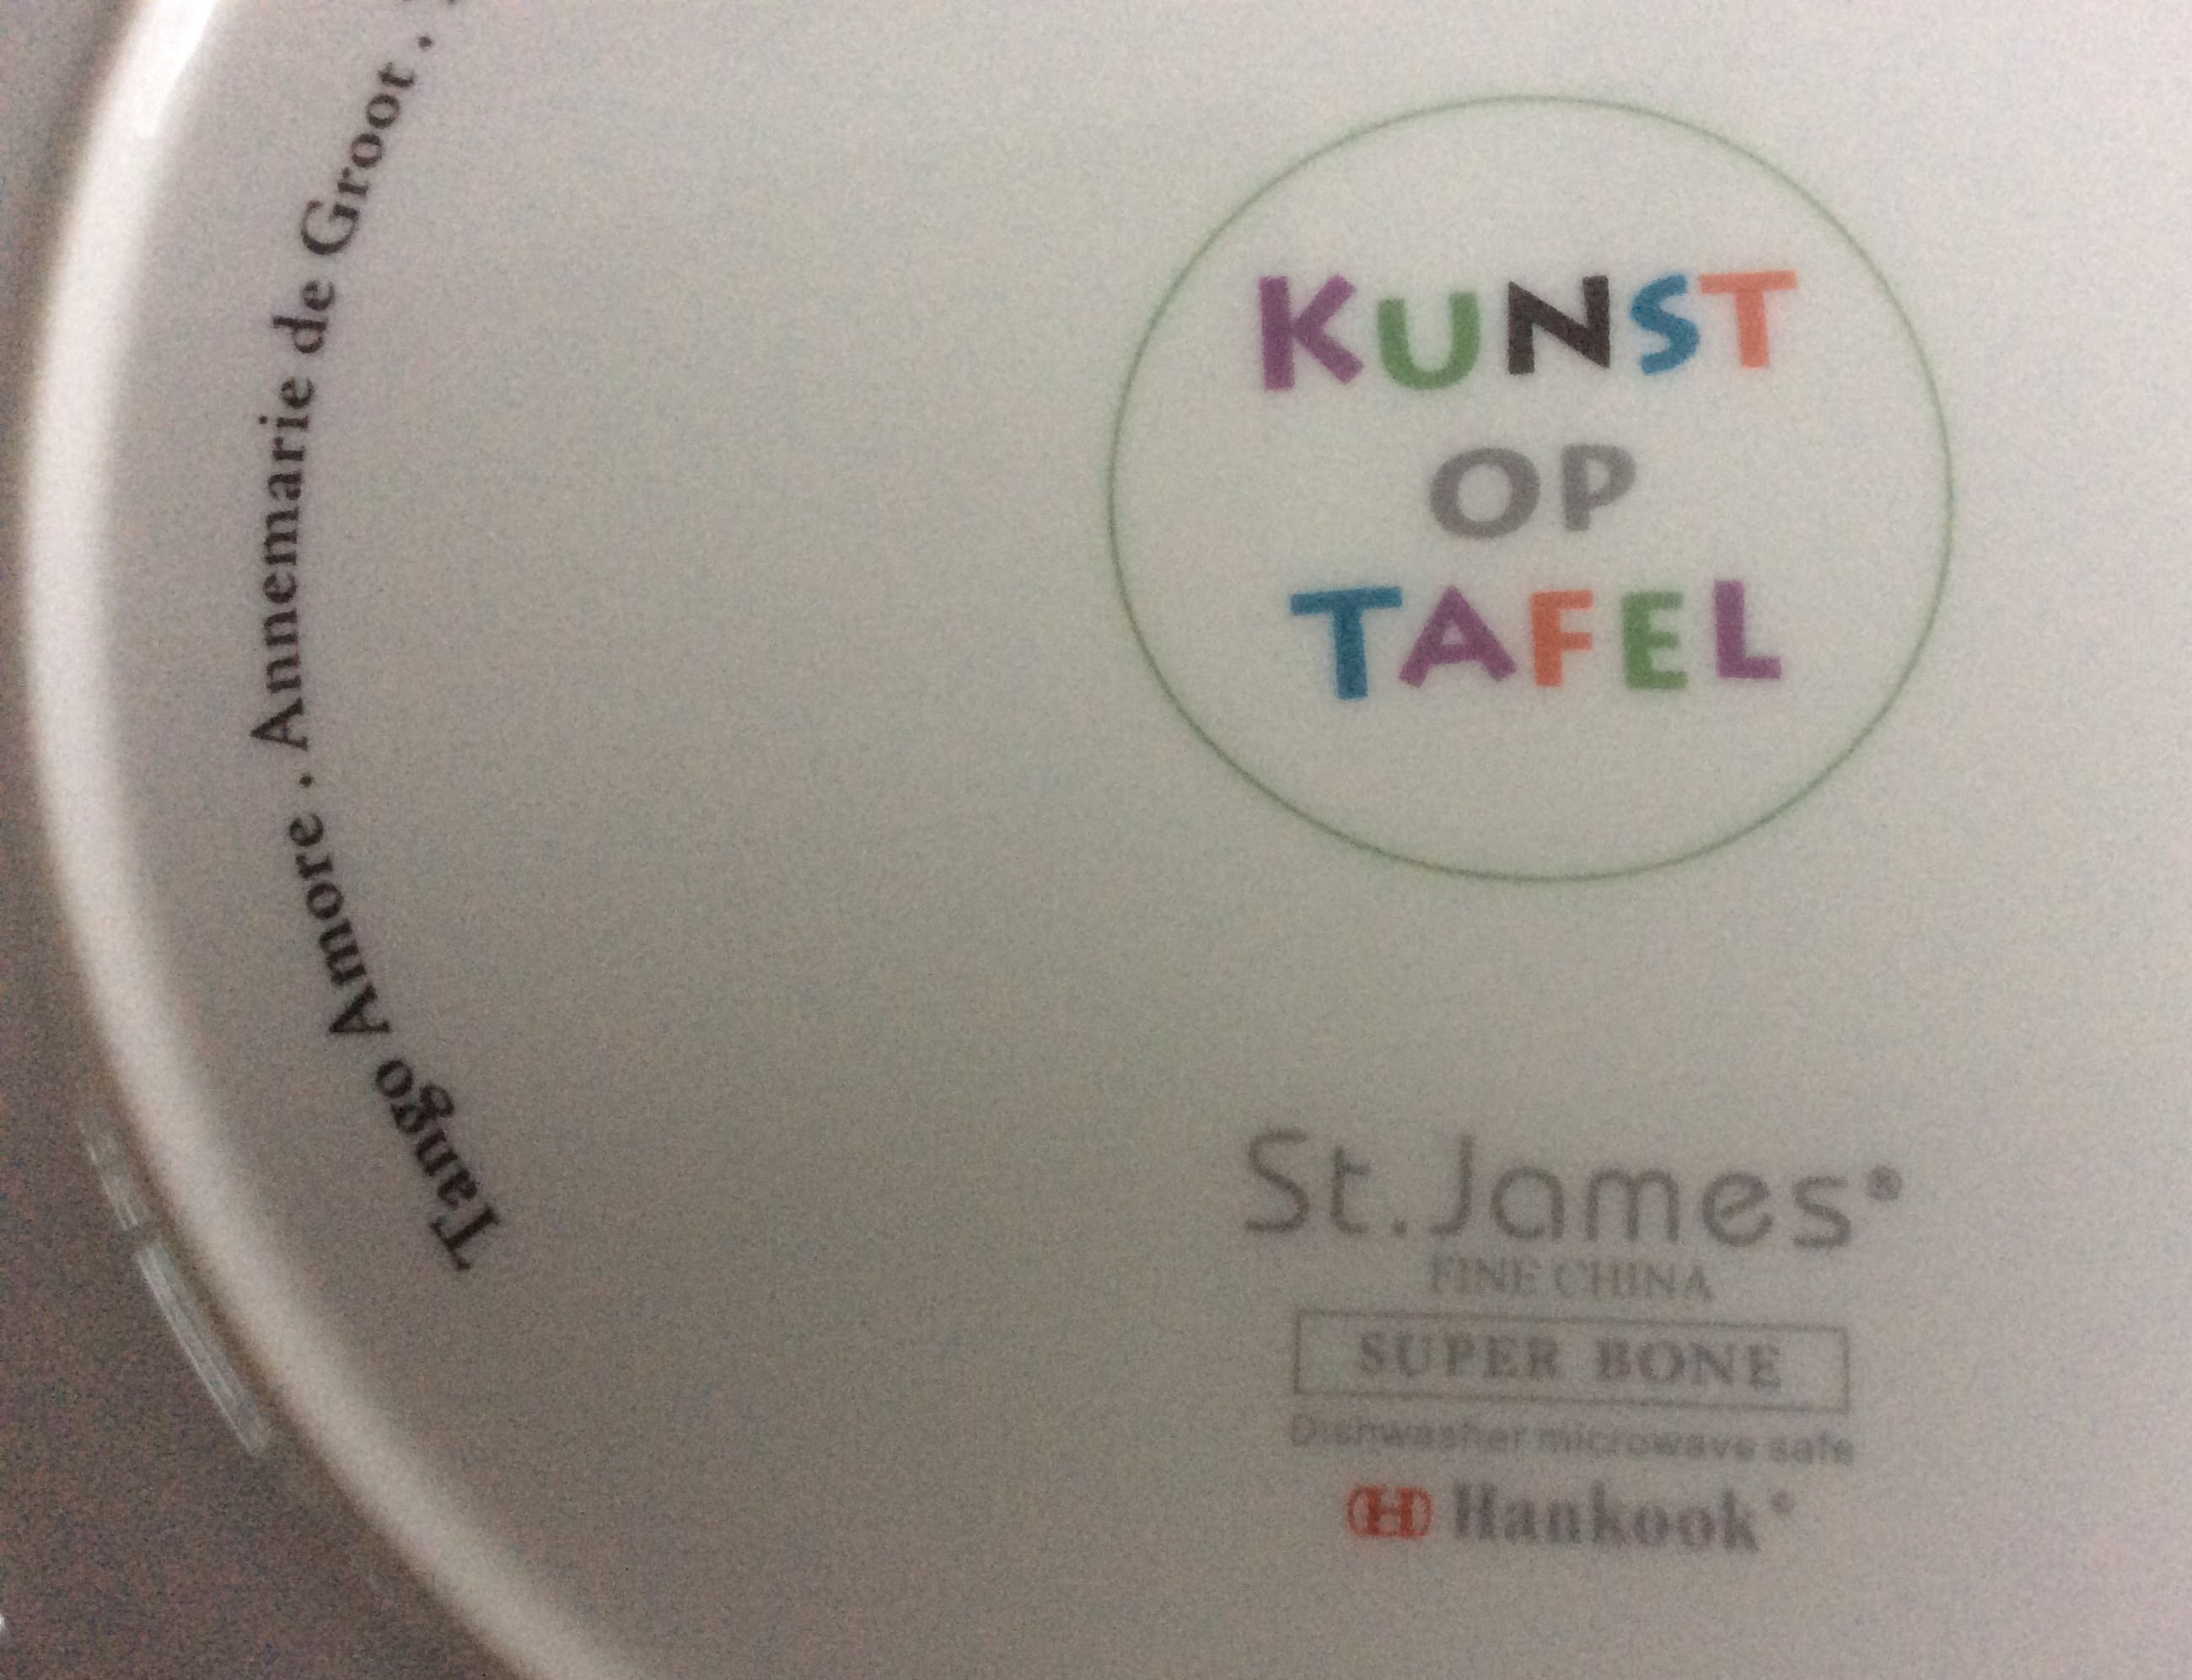 Tango Amore . Annemarie de Groot .
KUNST
OP
TAFEL
St.James®
FINE CHINA
SUPER BONE
Dishwasher microwave safe
H Hankook®